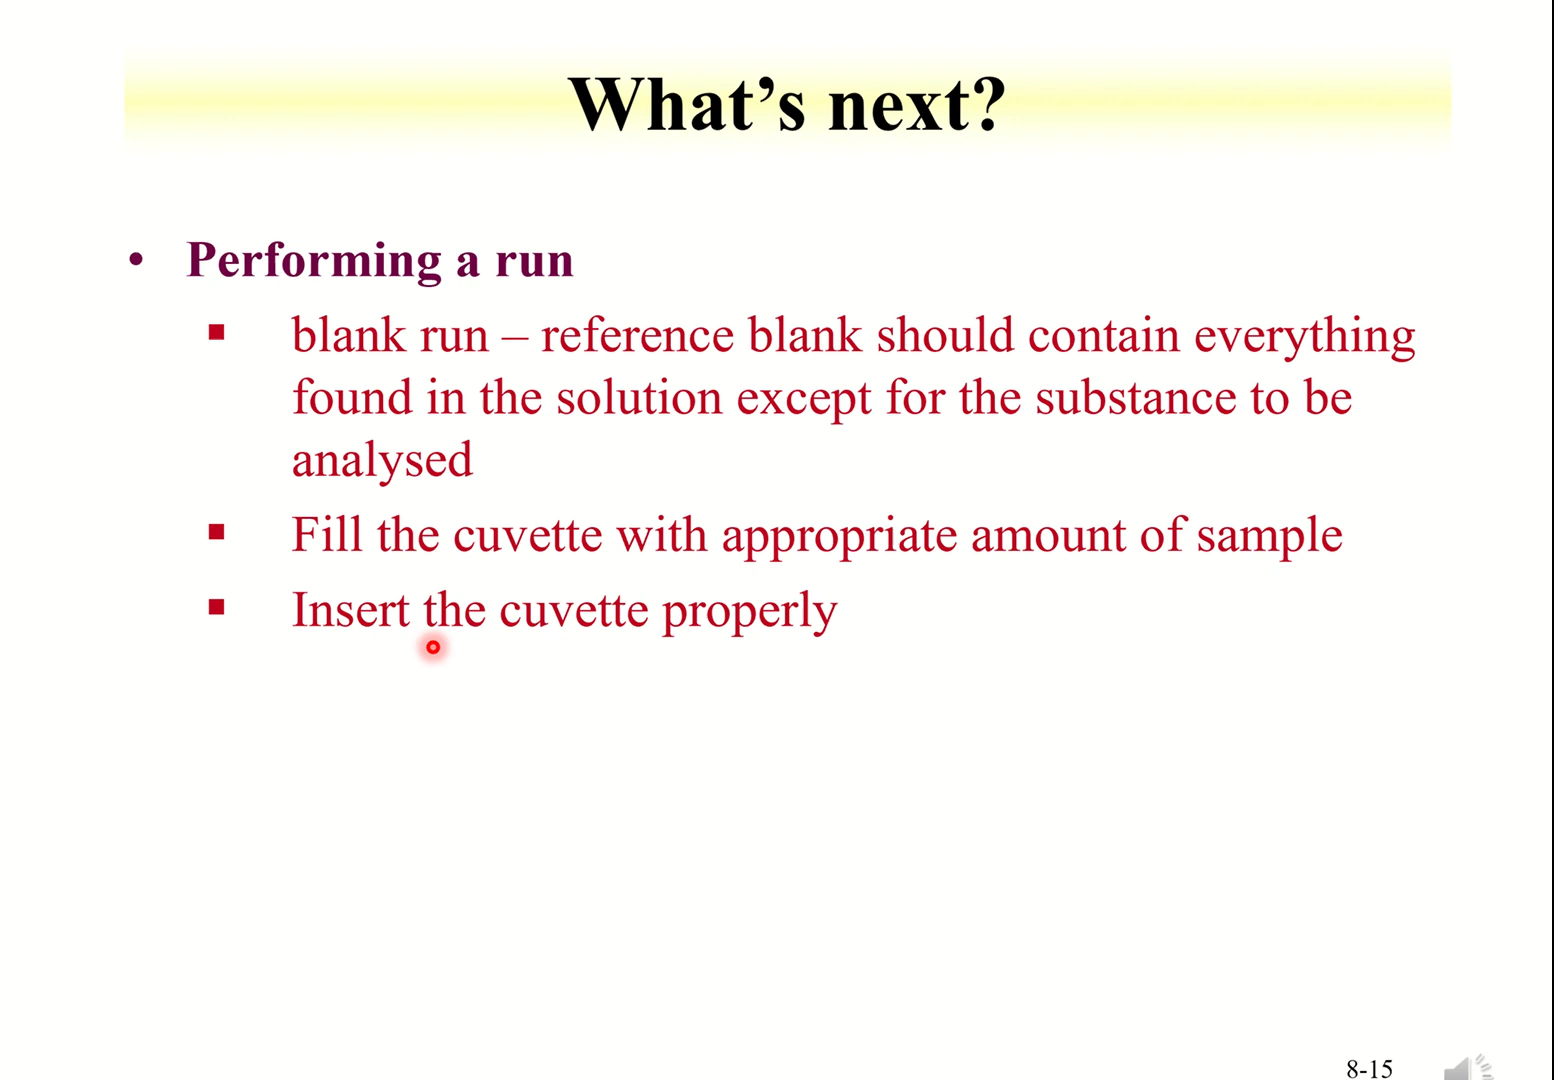 What’s next?
• Performing a run
▪ blank run – reference blank should contain everything
found in the solution except for the substance to be
analysed
▪ Fill the cuvette with appropriate amount of sample
▪ Insert the cuvette properly
8-15